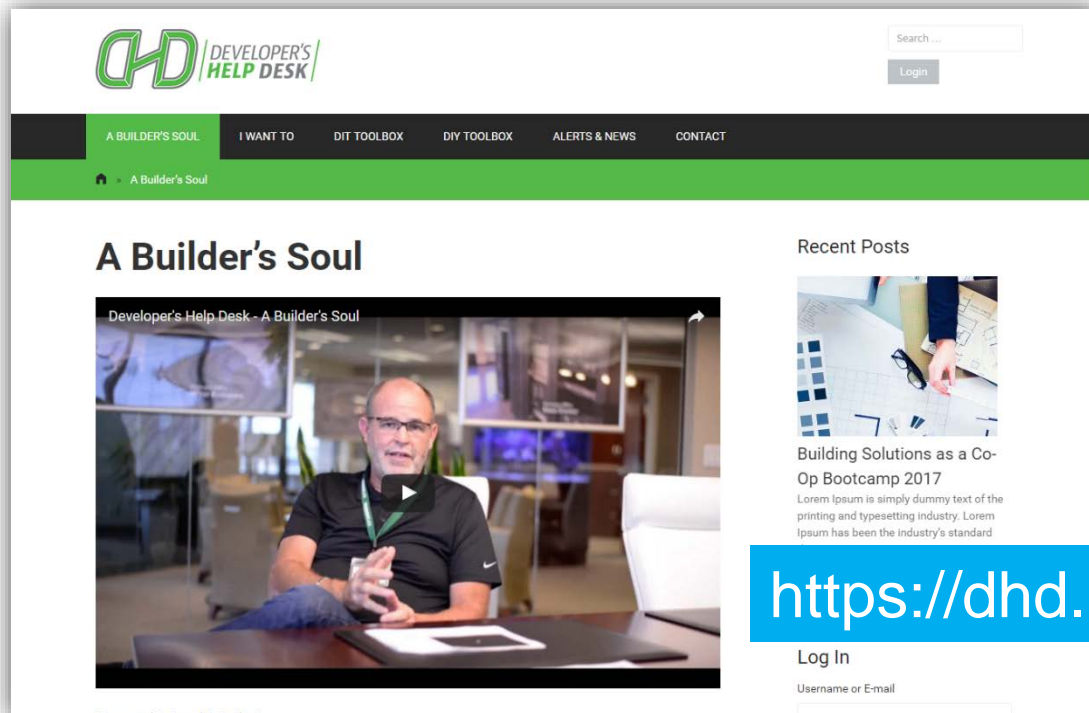 DHD DEVELOPER'S
HELP DESK
Search ...
Login
A BUILDER'S SOUL I WANT TO DIT TOOLBOX DIY TOOLBOX ALERTS & NEWS CONTACT
» A Builder's Soul
A Builder's Soul
Developer's Help Desk - A Builder's Soul
Recent Posts
Building Solutions as a Co-
Op Bootcamp 2017
Lorem Ipsum is simply dummy text of the
printing and typesetting industry. Lorem
Ipsum has been the industry's standard
https://dhd.
Log In
Username or E-mail